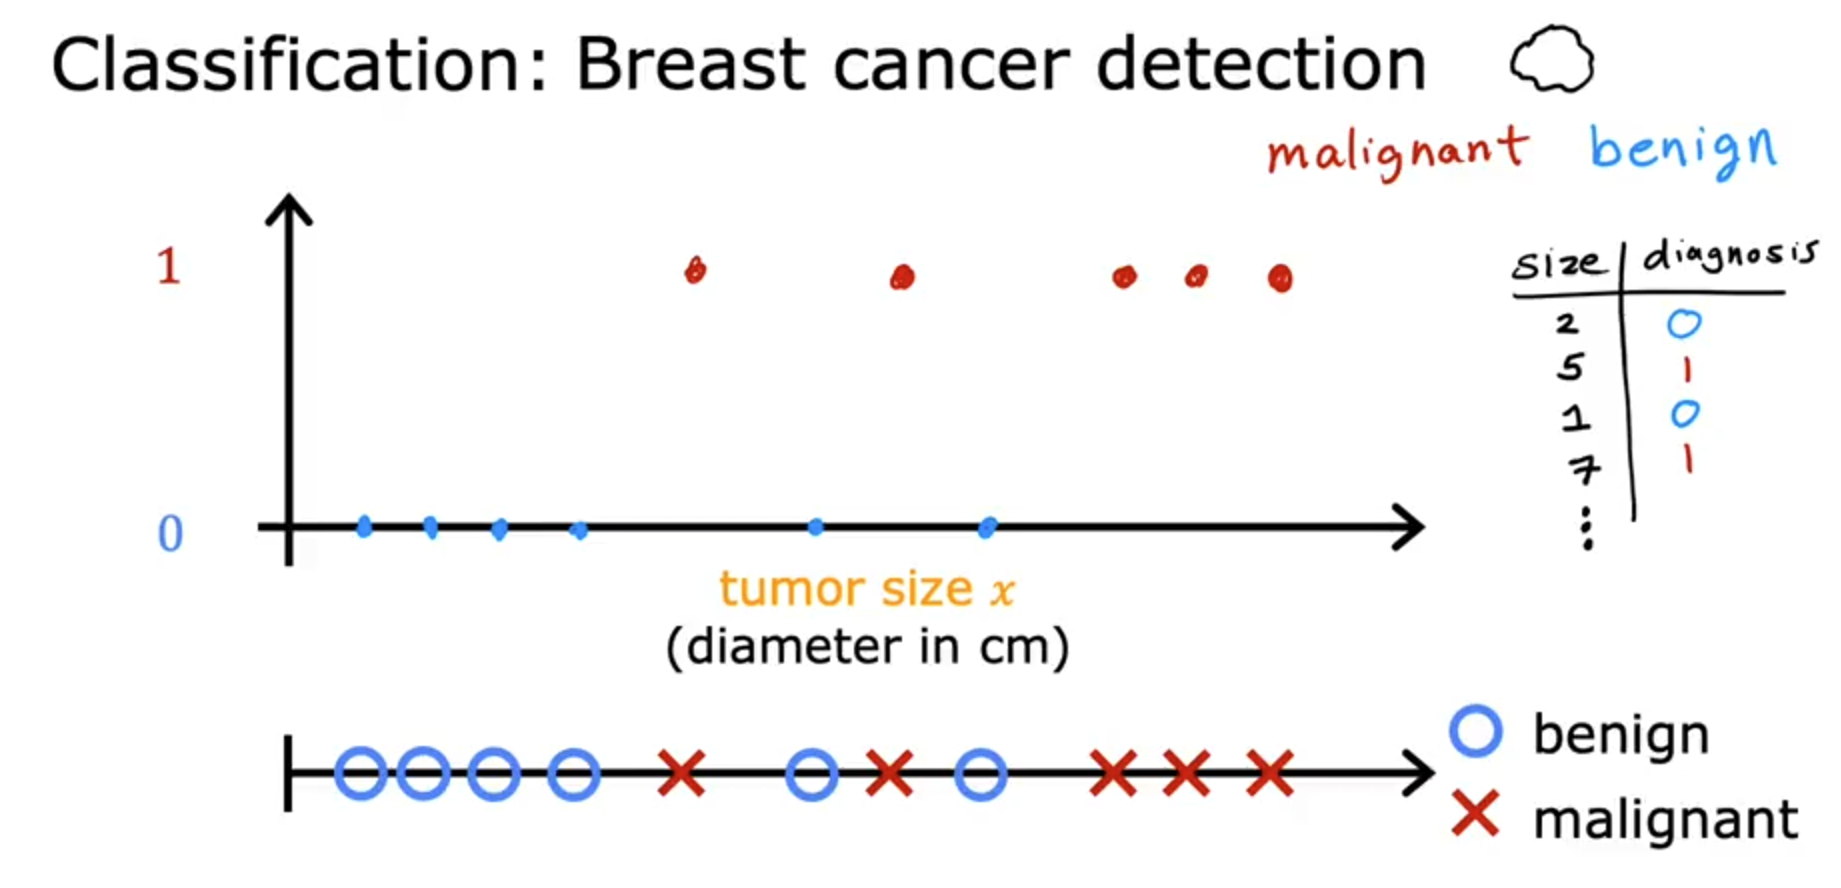 Classification: Breast cancer detection
malignant benign
size diagnosis
2 0
5 1
1 0
7 1
⋮
1
0
tumor size x
(diameter in cm)
benign
malignant